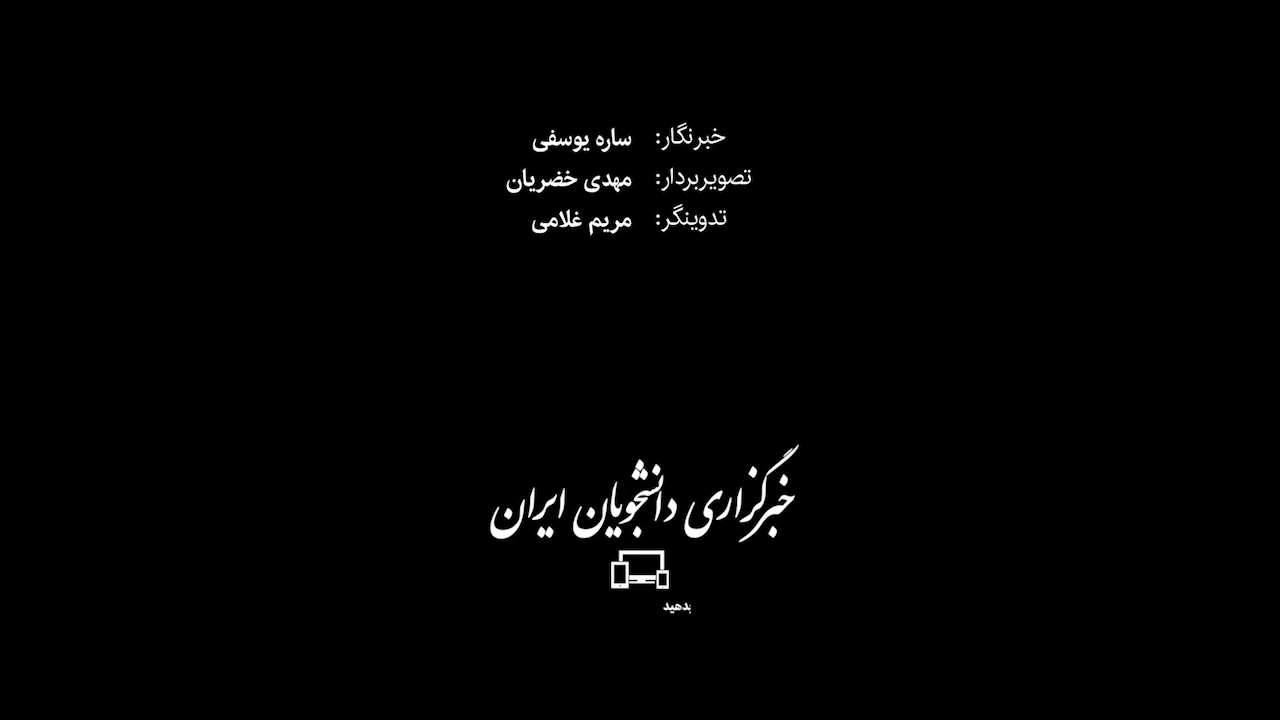 خبرنگار: ساره یوسفی
تصویربردار: مهدی خضریان
تدوینگر: مریم غلامی
خبرگزاری دانشجویان ایران
بدهید